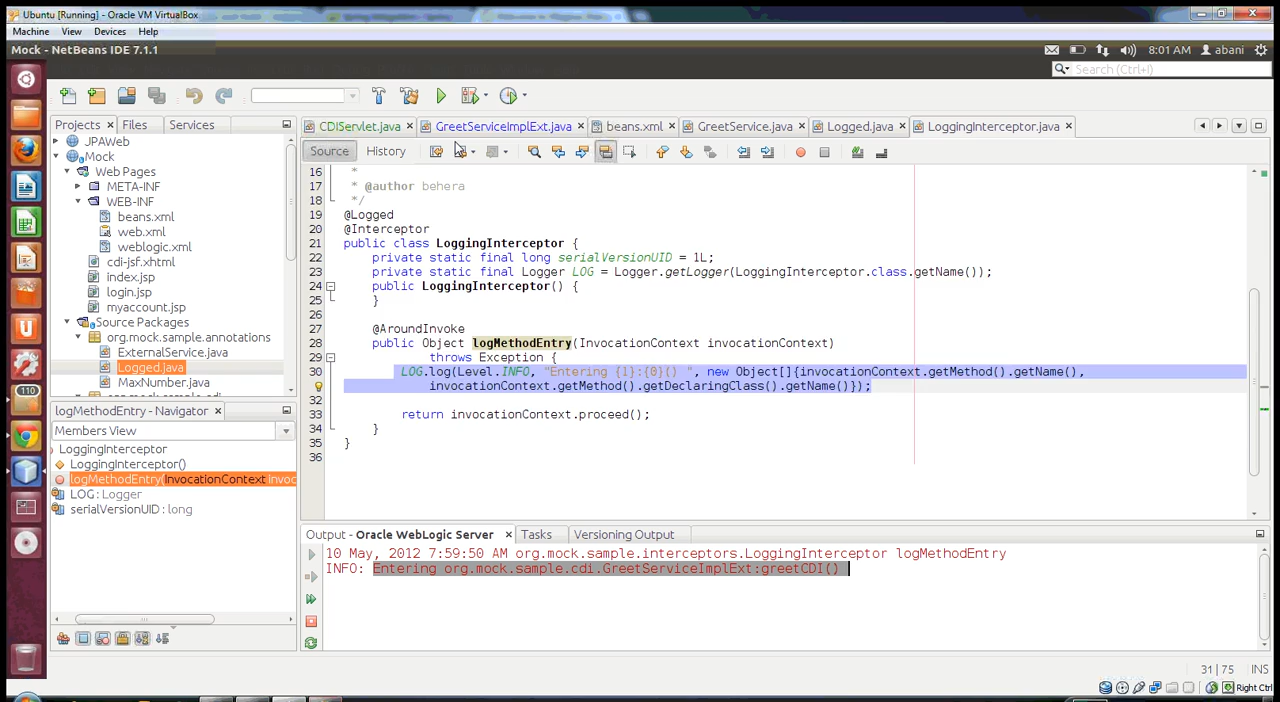 Ubuntu [Running] - Oracle VM VirtualBox
Machine View Devices Help
Mock - NetBeans IDE 7.1.1
8:01 AM abani
Search (Ctrl+I)
Projects × Files Services
CDIServlet.java × GreetServiceImplExt.java × beans.xml × GreetService.java × Logged.java × LoggingInterceptor.java ×
Source History
JPAWeb
Mock
Web Pages
META-INF
WEB-INF
beans.xml
web.xml
weblogic.xml
cdi-jsf.xhtml
index.jsp
login.jsp
myaccount.jsp
Source Packages
org.mock.sample.annotations
ExternalService.java
Logged.java
MaxNumber.java
16 *
17 * @author behera
18 */
19 @Logged
20 @Interceptor
21 public class LoggingInterceptor {
22 private static final long serialVersionUID = 1L;
23 private static final Logger LOG = Logger.getLogger(LoggingInterceptor.class.getName());
24 public LoggingInterceptor() {
25 }
26
27 @AroundInvoke
28 public Object logMethodEntry(InvocationContext invocationContext)
29 throws Exception {
30 LOG.log(Level.INFO, "Entering {1}:{0}() ", new Object[]{invocationContext.getMethod().getName(),
invocationContext.getMethod().getDeclaringClass().getName()});
32
33 return invocationContext.proceed();
34 }
35 }
36
logMethodEntry - Navigator ×
Members View
LoggingInterceptor
LoggingInterceptor()
logMethodEntry(InvocationContext invoc
LOG : Logger
serialVersionUID : long
Output - Oracle WebLogic Server × Tasks Versioning Output
10 May, 2012 7:59:50 AM org.mock.sample.interceptors.LoggingInterceptor logMethodEntry
INFO: Entering org.mock.sample.cdi.GreetServiceImplExt:greetCDI()
31|75 INS
Right Ctrl